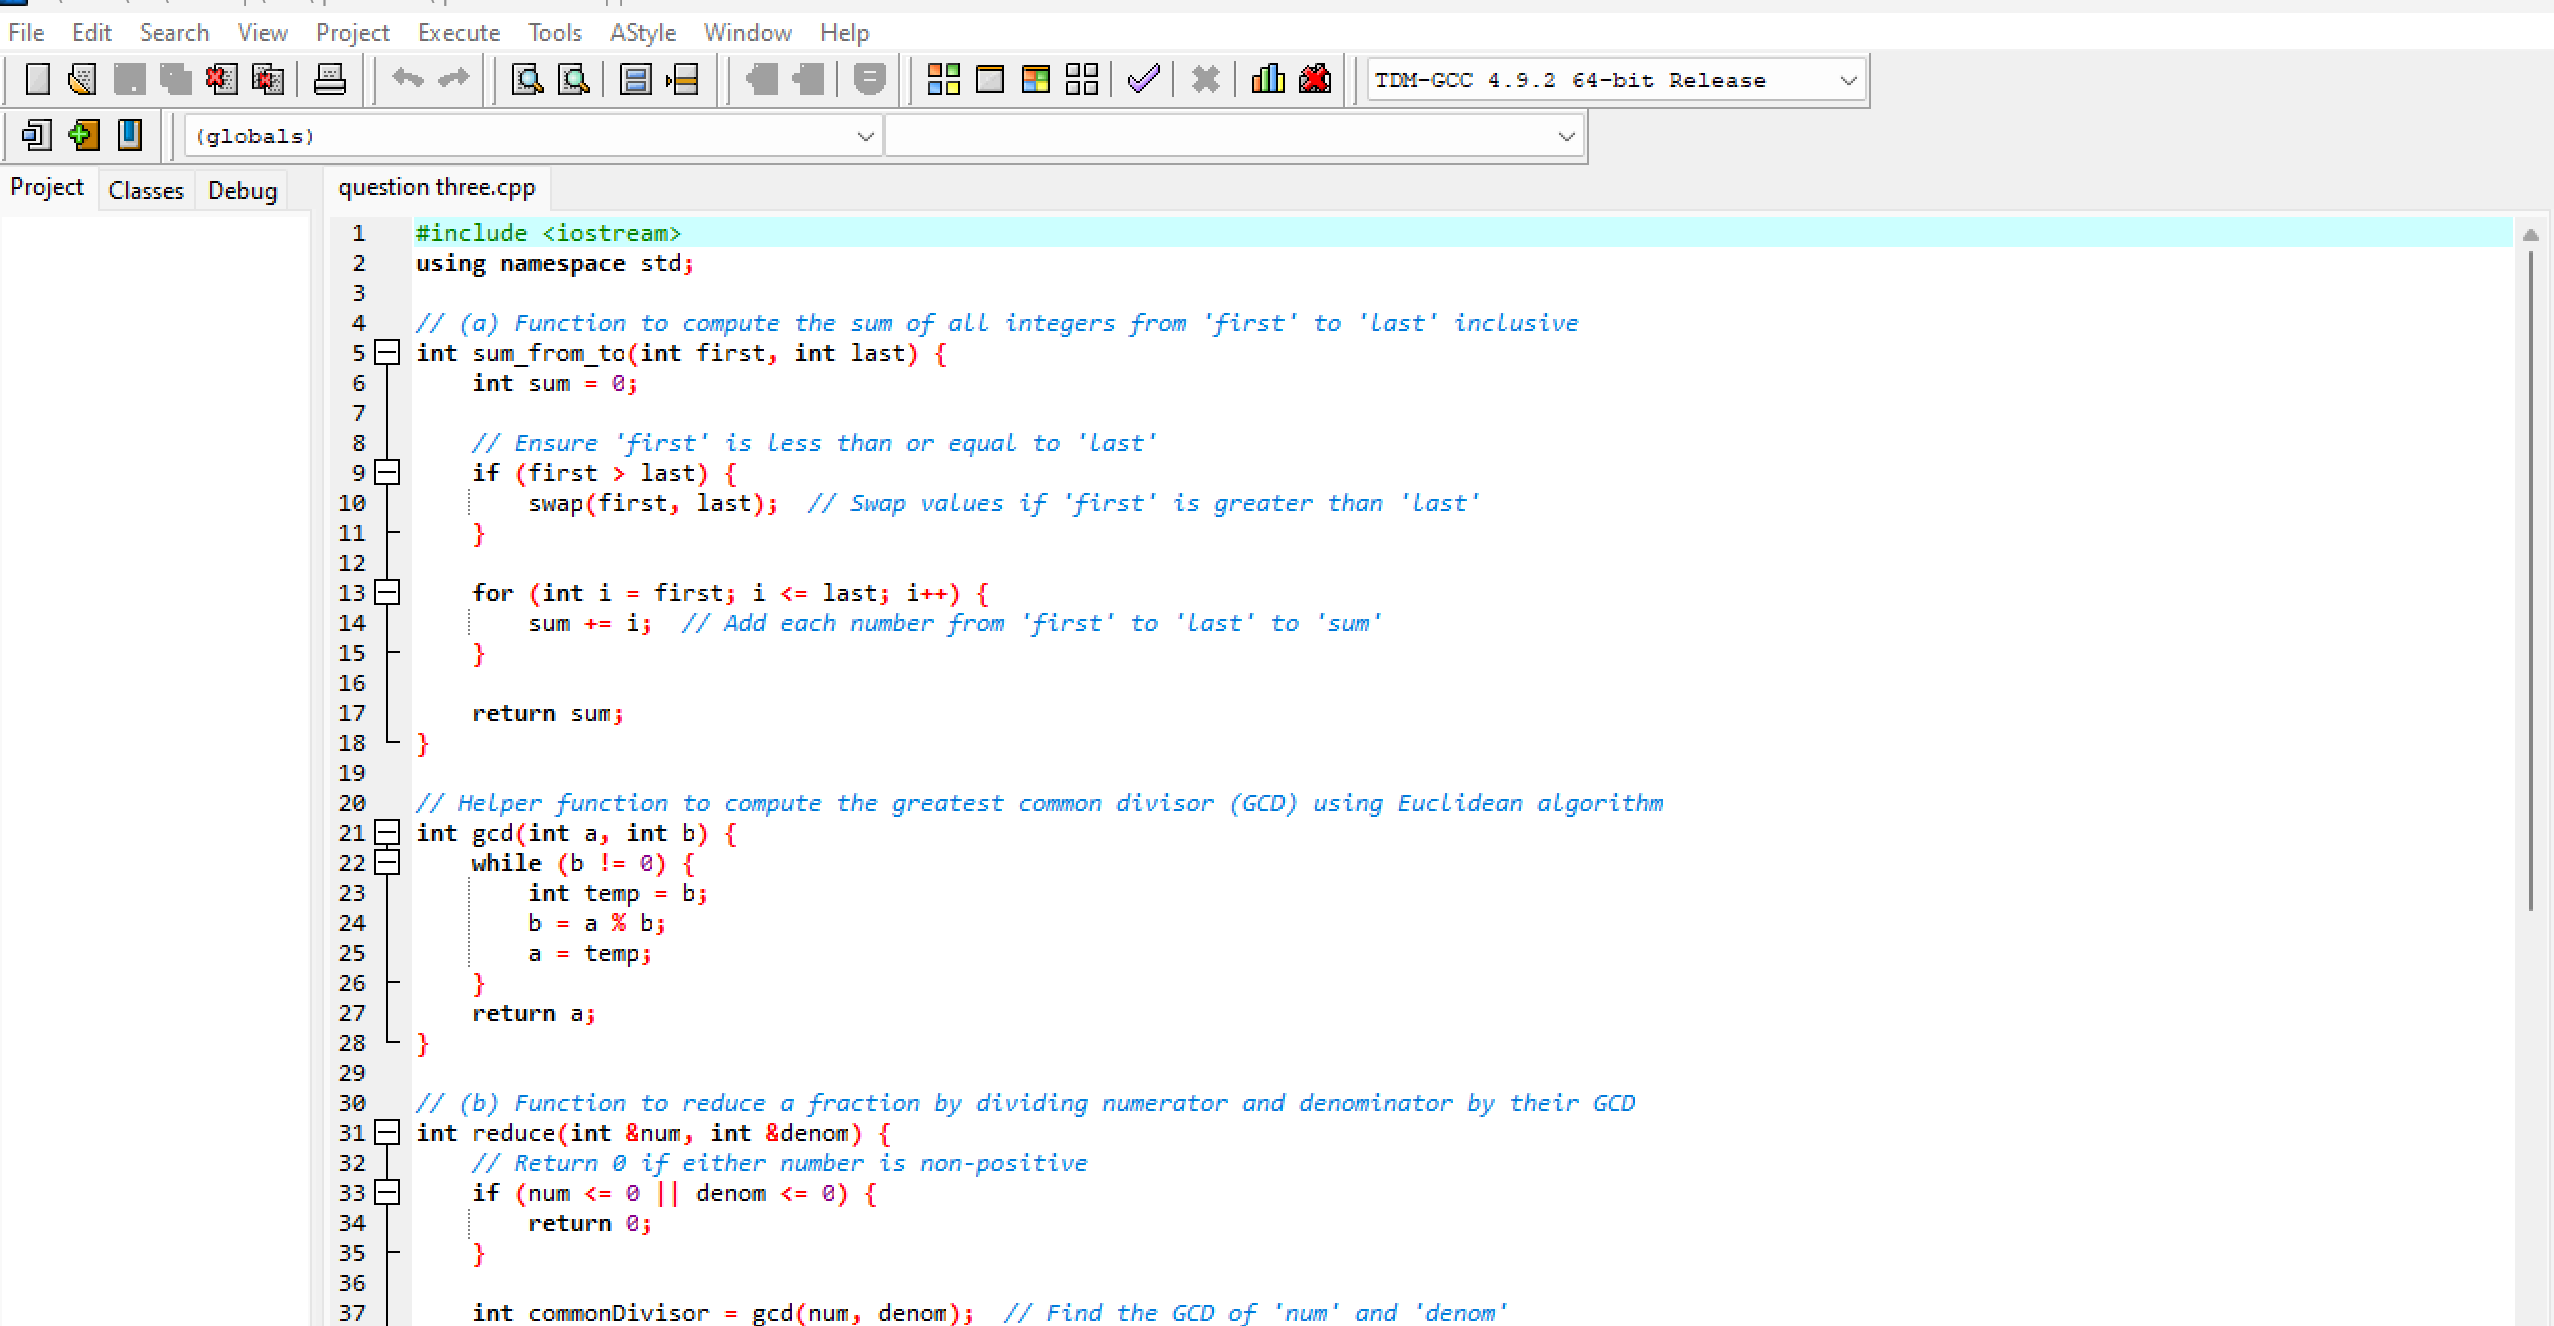 File Edit Search View Project Execute Tools AStyle Window Help
TDM-GCC 4.9.2 64-bit Release
(globals)
Project Classes Debug question three.cpp
1 #include <iostream>
2 using namespace std;
3
4 // (a) Function to compute the sum of all integers from 'first' to 'last' inclusive
5 int sum_from_to(int first, int last) {
6     int sum = 0;
7
8     // Ensure 'first' is less than or equal to 'last'
9     if (first > last) {
10         swap(first, last);  // Swap values if 'first' is greater than 'last'
11     }
12
13     for (int i = first; i <= last; i++) {
14         sum += i;  // Add each number from 'first' to 'last' to 'sum'
15     }
16
17     return sum;
18 }
19
20 // Helper function to compute the greatest common divisor (GCD) using Euclidean algorithm
21 int gcd(int a, int b) {
22     while (b != 0) {
23         int temp = b;
24         b = a % b;
25         a = temp;
26     }
27     return a;
28 }
29
30 // (b) Function to reduce a fraction by dividing numerator and denominator by their GCD
31 int reduce(int &num, int &denom) {
32     // Return 0 if either number is non-positive
33     if (num <= 0 || denom <= 0) {
34         return 0;
35     }
36
37     int commonDivisor = gcd(num, denom);  // Find the GCD of 'num' and 'denom'